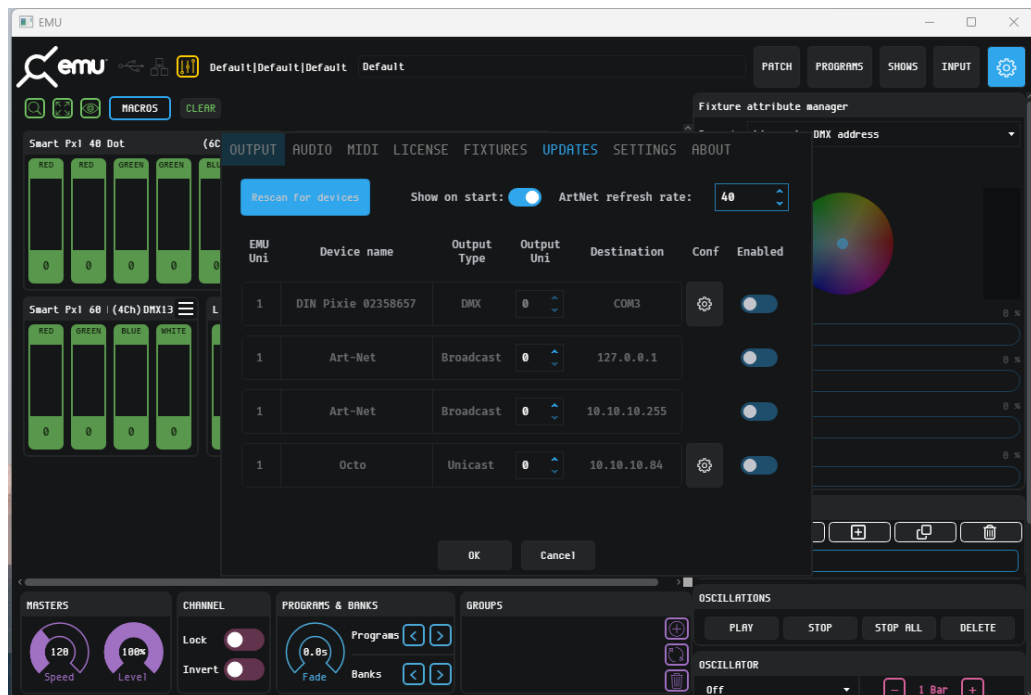 EMU
emu
Default|Default|Default Default
PATCH PROGRAMS SHOWS INPUT
MACROS CLEAR
Fixture attribute manager
DMX address
Smart Pxl 40 Dot (6C
RED RED GREEN GREEN BLU
0 0 0 0 0
OUTPUT AUDIO MIDI LICENSE FIXTURES UPDATES SETTINGS ABOUT
Rescan for devices Show on start: ArtNet refresh rate: 40
EMU Uni Device name Output Type Output Uni Destination Conf Enabled
1 DIN Pixie 02358657 DMX 0 COM3
1 Art-Net Broadcast 0 127.0.0.1
1 Art-Net Broadcast 0 10.10.10.255
1 Octo Unicast 0 10.10.10.84
OK Cancel
Smart Pxl 60 (4Ch)DMX13 L
RED GREEN BLUE WHITE
0 0 0 0
0 %
0 %
0 %
0 %
MASTERS
120 100%
Speed Level
CHANNEL
Lock
Invert
PROGRAMS & BANKS
0.0s
Fade
Programs < >
Banks < >
GROUPS
OSCILLATIONS
PLAY STOP STOP ALL DELETE
OSCILLATOR
Off 1 Bar